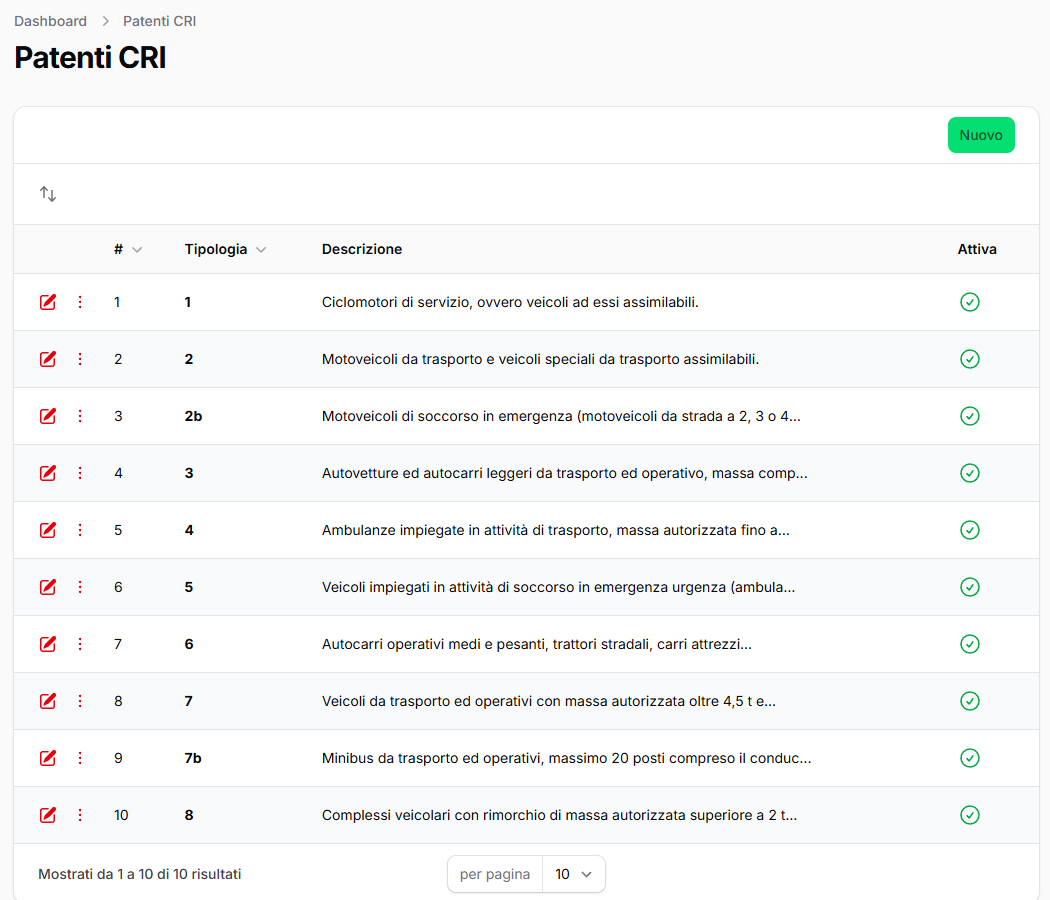 Dashboard > Patenti CRI
Patenti CRI
Nuovo
# Tipologia Descrizione Attiva
1 1 Ciclomotori di servizio, ovvero veicoli ad essi assimilabili.
2 2 Motoveicoli da trasporto e veicoli speciali da trasporto assimilabili.
3 2b Motoveicoli di soccorso in emergenza (motoveicoli da strada a 2, 3 o 4...
4 3 Autovetture ed autocarri leggeri da trasporto ed operativo, massa comp...
5 4 Ambulanze impiegate in attività di trasporto, massa autorizzata fino a...
6 5 Veicoli impiegati in attività di soccorso in emergenza urgenza (ambula...
7 6 Autocarri operativi medi e pesanti, trattori stradali, carri attrezzi...
8 7 Veicoli da trasporto ed operativi con massa autorizzata oltre 4,5 t e...
9 7b Minibus da trasporto ed operativi, massimo 20 posti compreso il conduc...
10 8 Complessi veicolari con rimorchio di massa autorizzata superiore a 2 t...
Mostrati da 1 a 10 di 10 risultati per pagina 10